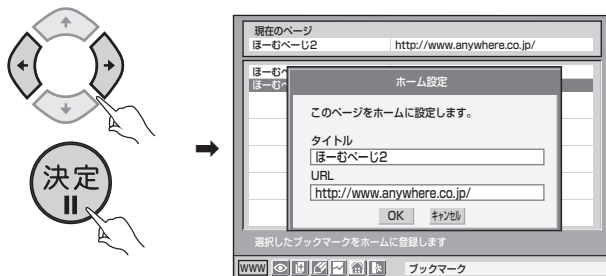 決定
現在のページ
ほーむぺーじ2 http://www.anywhere.co.jp/
ほーむぺ
ほーむぺ
ホーム設定
このページをホームに設定します。
タイトル
ほーむぺーじ2
URL
http://www.anywhere.co.jp/
OK キャンセル
選択したブックマークをホームに登録します
WWW ブックマーク